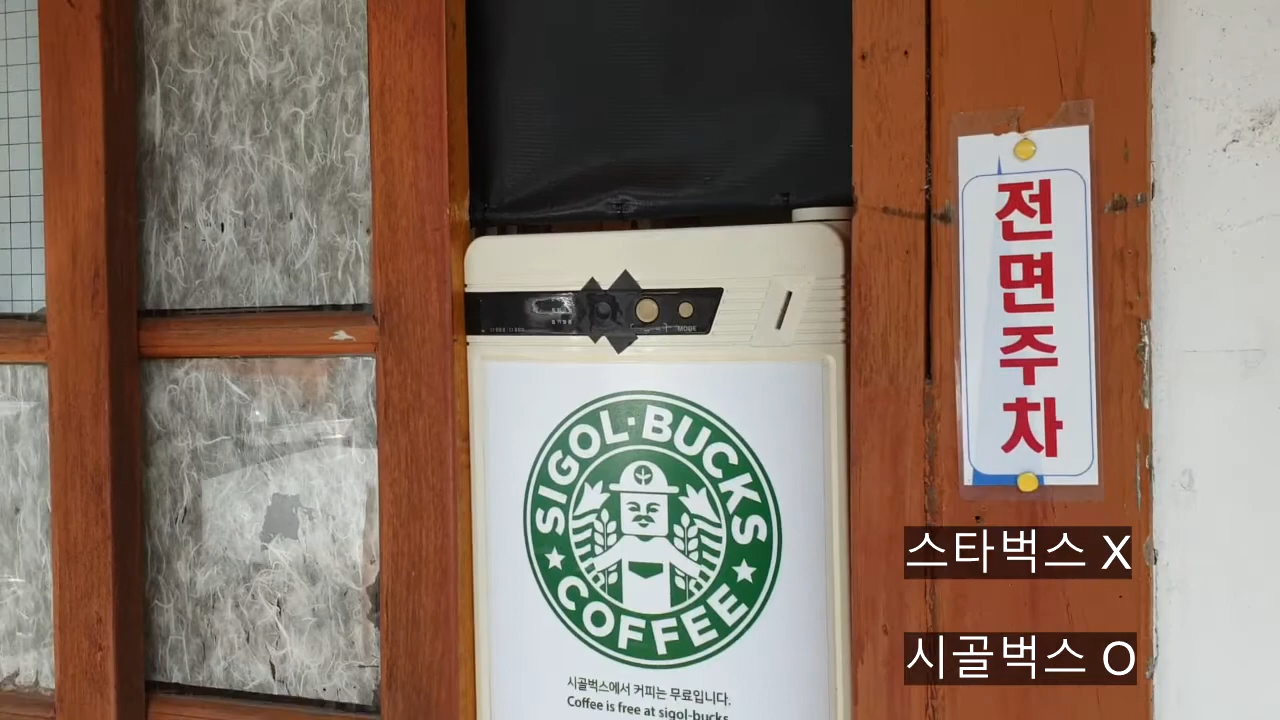 MODE
SIGOL·BUCKS
COFFEE
시골벅스에서 커피는 무료입니다.
Coffee is free at sigol-bucks
전면주차
스타벅스 X
시골벅스 O